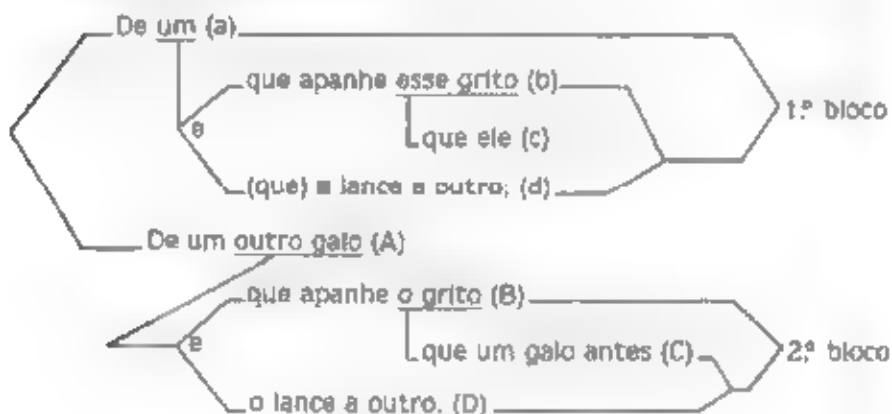 De um (a)
que apanhe esse grito (b)
e
1.º bloco
que ele (c)
(que) o lance a outro; (d)
De um outro galo (A)
que apanhe o grito (B)
e
que um galo antes (C)
2.º bloco
o lance a outro. (D)